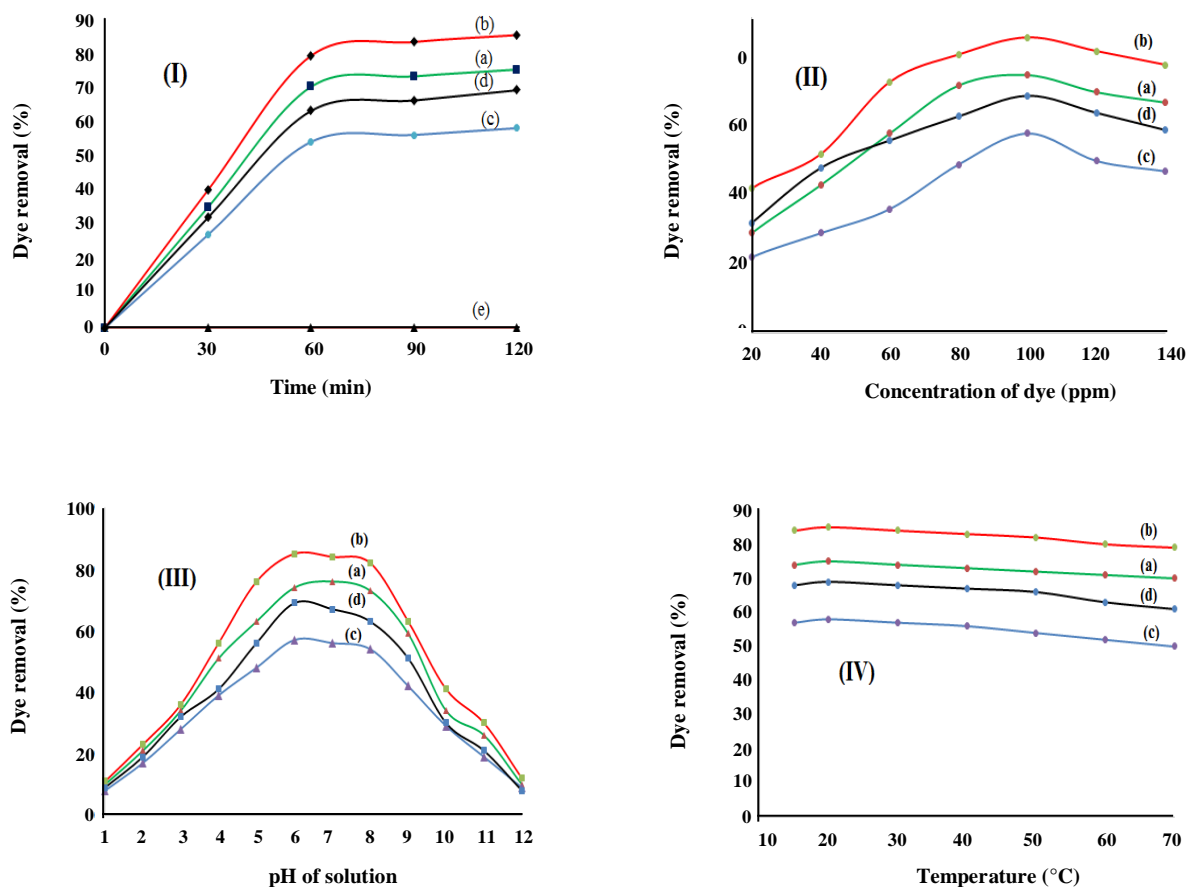 90
80
70
60
50
40
30
20
10
0
Dye removal (%)
(I)
(b)
(a)
(d)
(c)
(e)
0 30 60 90 120
Time (min)
0
60
40
20
Dye removal (%)
(II)
(b)
(a)
(d)
(c)
20 40 60 80 100 120 140
Concentration of dye (ppm)
100
80
60
40
20
0
Dye removal (%)
(III)
(b)
(a)
(d)
(c)
1 2 3 4 5 6 7 8 9 10 11 12
pH of solution
90
80
70
60
50
40
30
20
10
0
Dye removal (%)
(IV)
(b)
(a)
(d)
(c)
10 20 30 40 50 60 70
Temperature (°C)